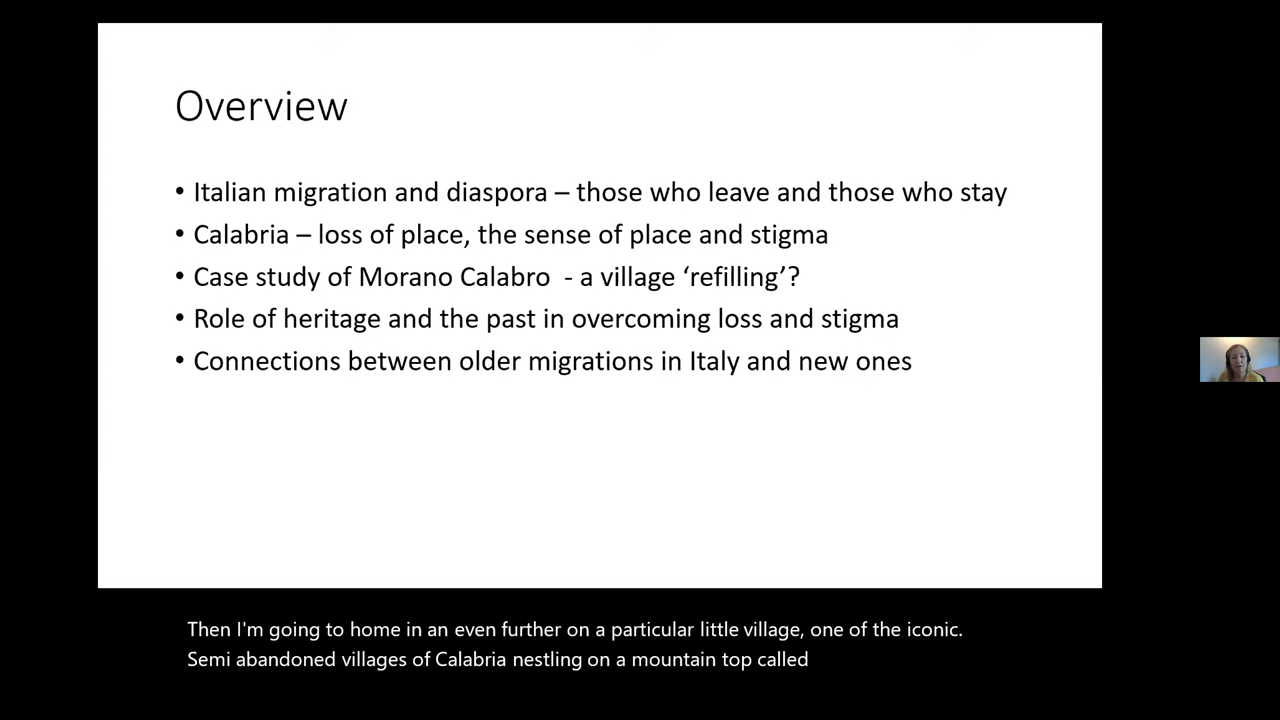 Overview
• Italian migration and diaspora – those who leave and those who stay
• Calabria – loss of place, the sense of place and stigma
• Case study of Morano Calabro  - a village ‘refilling’?
• Role of heritage and the past in overcoming loss and stigma
• Connections between older migrations in Italy and new ones
Then I'm going to home in an even further on a particular little village, one of the iconic.
Semi abandoned villages of Calabria nestling on a mountain top called